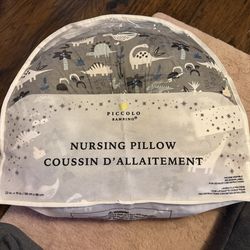 PICCOLO
BAMBINO
NURSING PILLOW
COUSSIN D'ALLAITEMENT